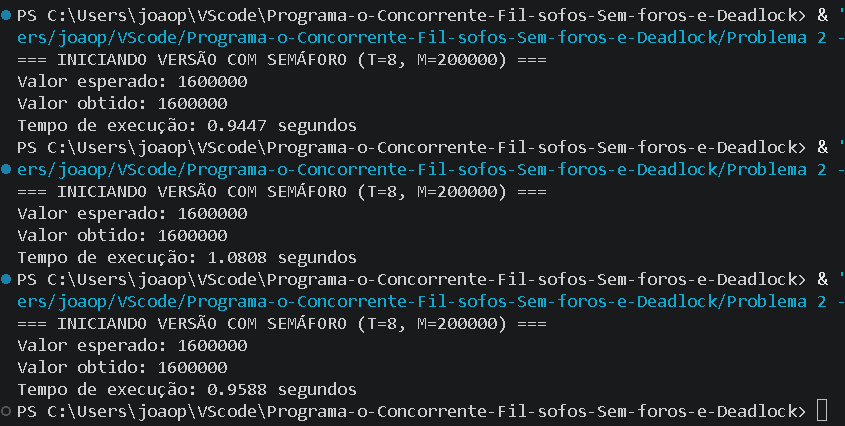 PS C:\Users\joaop\VScode\Programa-o-Concorrente-Fil-sofos-Sem-foros-e-Deadlock> & '
ers/joaop/VScode/Programa-o-Concorrente-Fil-sofos-Sem-foros-e-Deadlock/Problema 2 -
=== INICIANDO VERSÃO COM SEMÁFORO (T=8, M=200000) ===
Valor esperado: 1600000
Valor obtido: 1600000
Tempo de execução: 0.9447 segundos
PS C:\Users\joaop\VScode\Programa-o-Concorrente-Fil-sofos-Sem-foros-e-Deadlock> & '
ers/joaop/VScode/Programa-o-Concorrente-Fil-sofos-Sem-foros-e-Deadlock/Problema 2 -
=== INICIANDO VERSÃO COM SEMÁFORO (T=8, M=200000) ===
Valor esperado: 1600000
Valor obtido: 1600000
Tempo de execução: 1.0808 segundos
PS C:\Users\joaop\VScode\Programa-o-Concorrente-Fil-sofos-Sem-foros-e-Deadlock> & '
ers/joaop/VScode/Programa-o-Concorrente-Fil-sofos-Sem-foros-e-Deadlock/Problema 2 -
=== INICIANDO VERSÃO COM SEMÁFORO (T=8, M=200000) ===
Valor esperado: 1600000
Valor obtido: 1600000
Tempo de execução: 0.9588 segundos
PS C:\Users\joaop\VScode\Programa-o-Concorrente-Fil-sofos-Sem-foros-e-Deadlock>